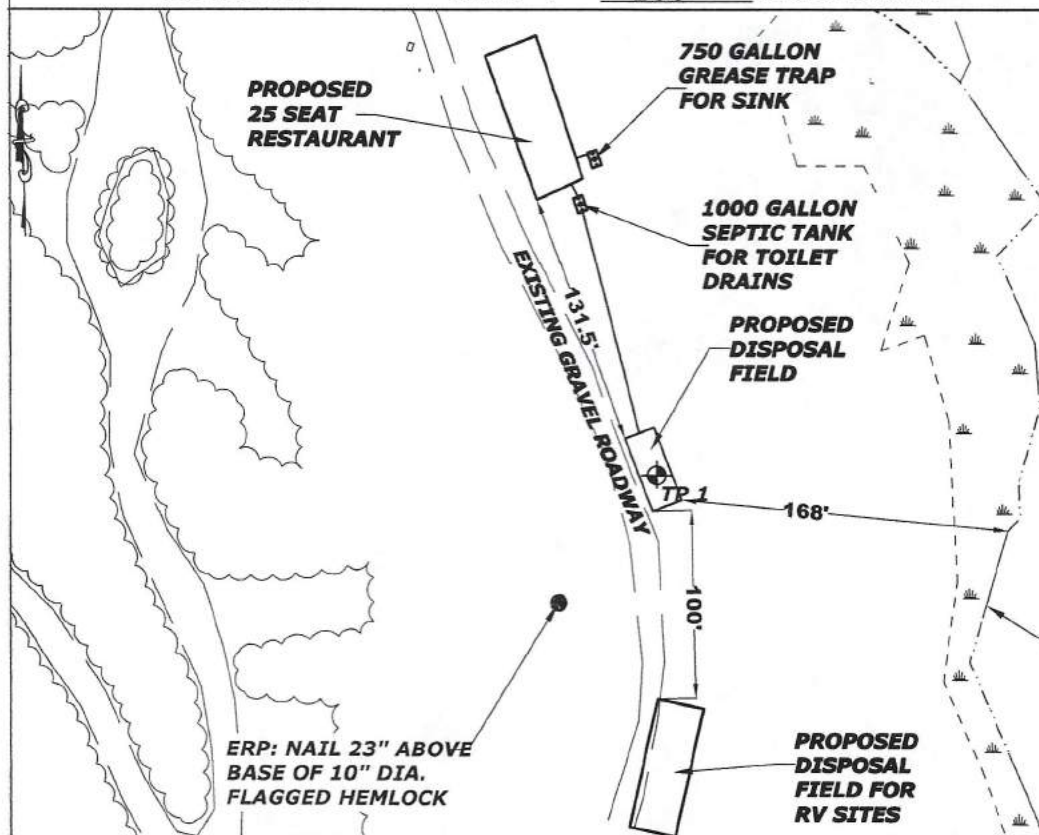 PROPOSED
25 SEAT
RESTAURANT
750 GALLON
GREASE TRAP
FOR SINK
1000 GALLON
SEPTIC TANK
FOR TOILET
DRAINS
EXISTING GRAVEL ROADWAY
131.5'
PROPOSED
DISPOSAL
FIELD
TP 1
168'
100'
ERP: NAIL 23" ABOVE
BASE OF 10" DIA.
FLAGGED HEMLOCK
PROPOSED
DISPOSAL
FIELD FOR
RV SITES